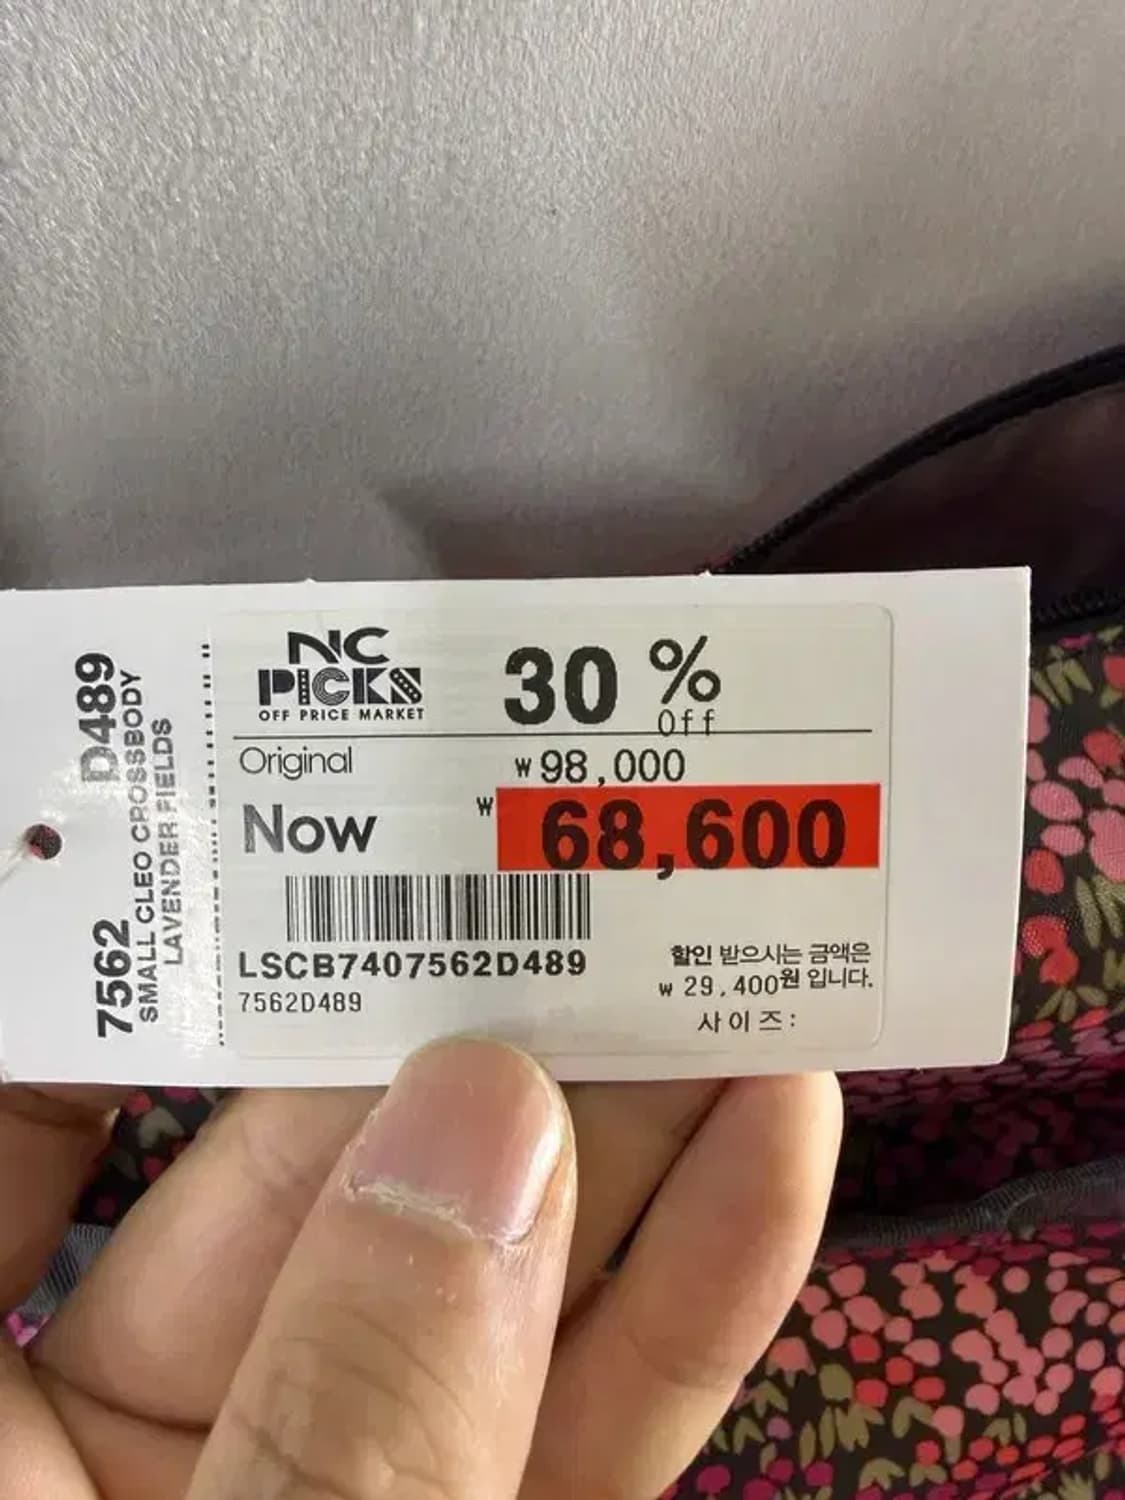 D489
7562
SMALL CLEO CROSSBODY
LAVENDER FIELDS
NC
PICKS
OFF PRICE MARKET
30 %
Off
Original ₩98,000
Now ₩68,600
LSCB7407562D489
7562D489
할인 받으시는 금액은
₩ 29,400원 입니다.
사이즈: